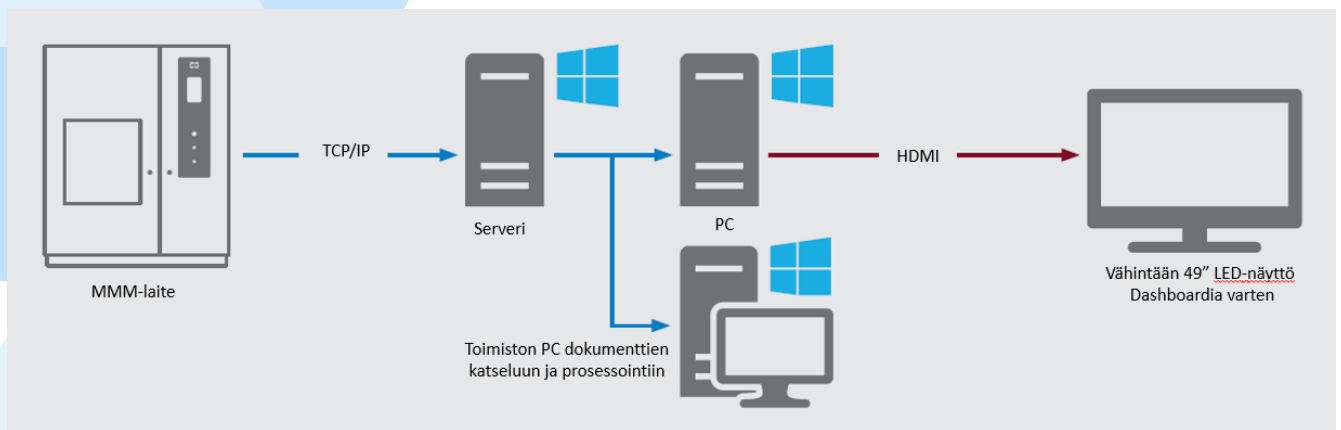 MMM-laite
TCP/IP
Serveri
PC
HDMI
Vähintään 49” LED-näyttö
Dashboardia varten
Toimiston PC dokumenttien
katseluun ja prosessointiin